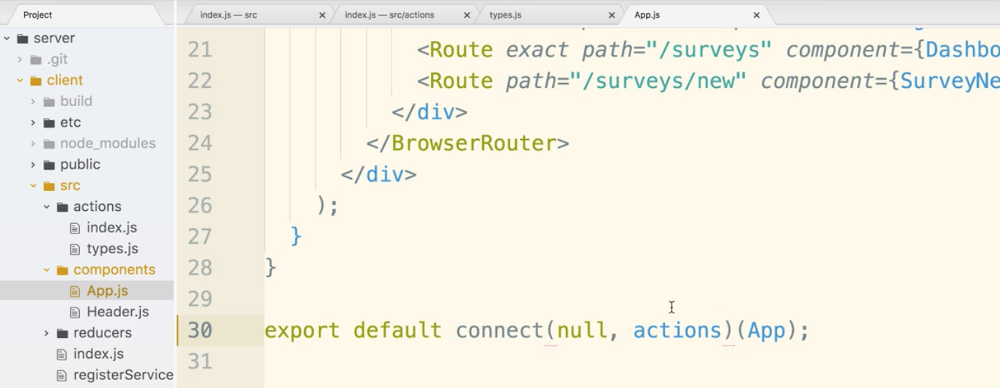 Project
index.js — src
index.js — src/actions
types.js
App.js
server
.git
client
build
etc
node_modules
public
src
actions
index.js
types.js
components
App.js
Header.js
reducers
index.js
registerService
21 <Route exact path="/surveys" component={Dashbo
22 <Route path="/surveys/new" component={SurveyNe
23 </div>
24 </BrowserRouter>
25 </div>
26 );
27 }
28 }
29
30 export default connect(null, actions)(App);
31